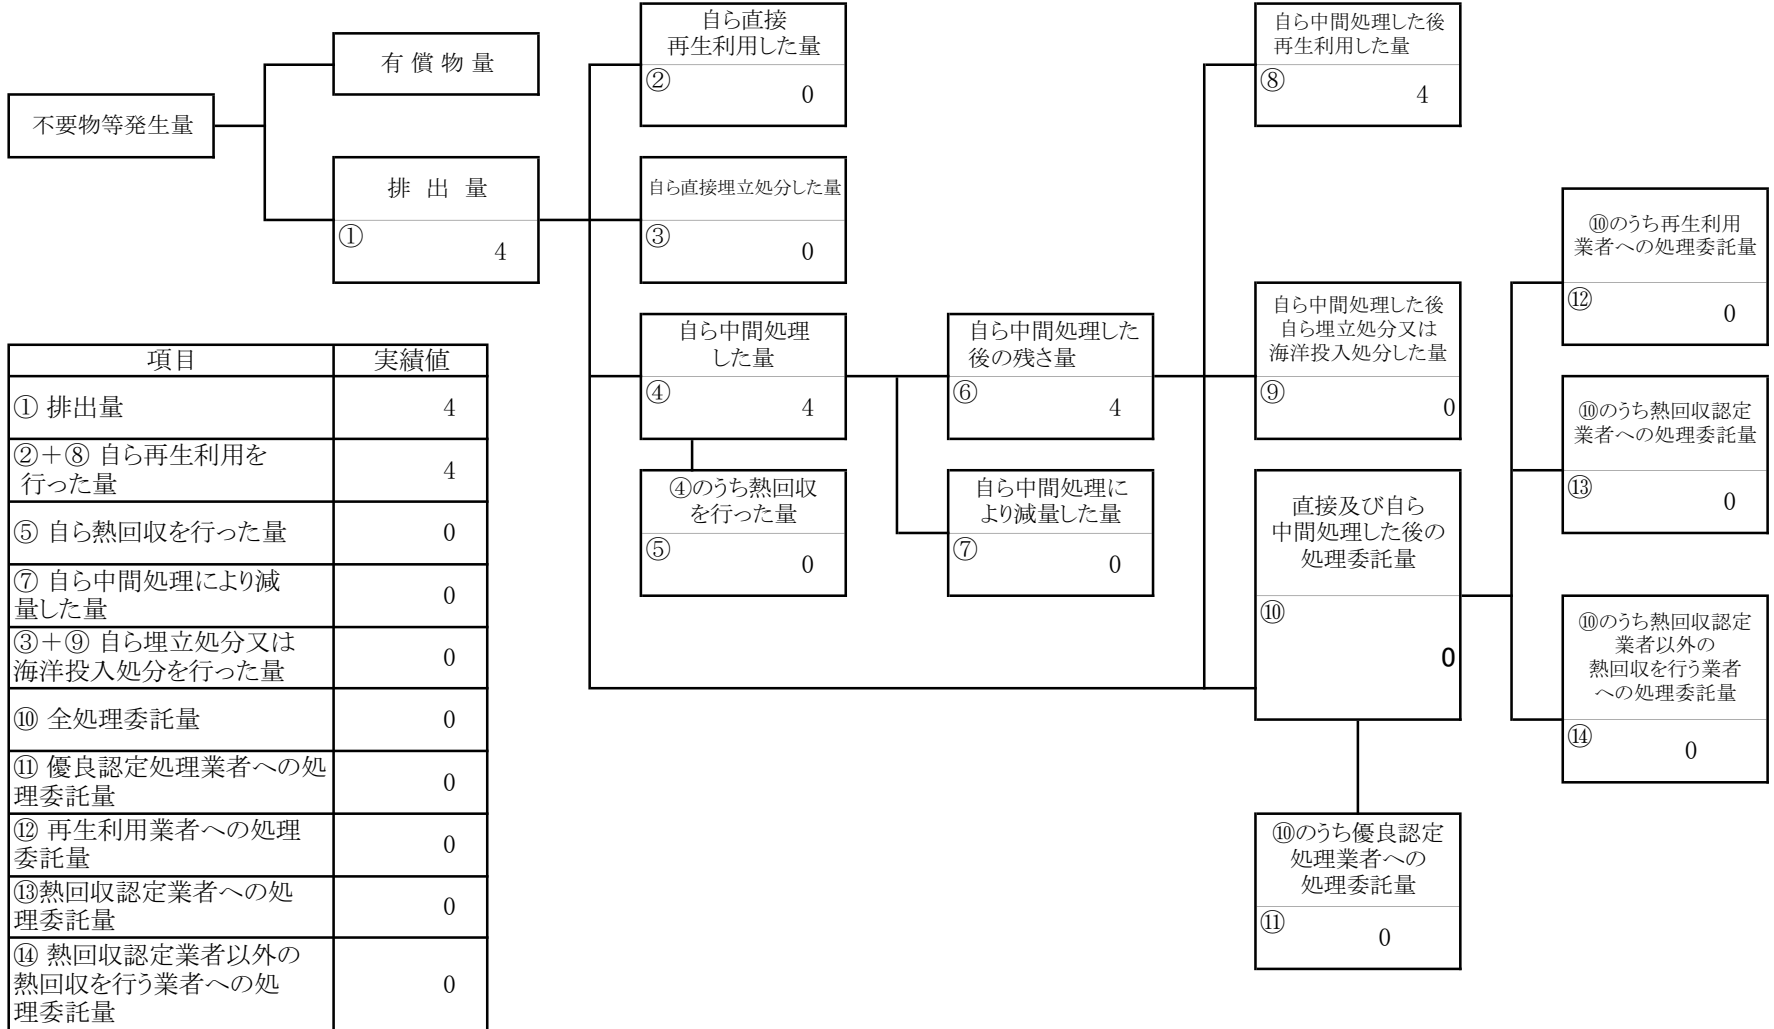 不要物等発生量
有 償 物 量
排 出 量
①
4
自ら直接
再生利用した量
②
0
自ら直接埋立処分した量
③
0
自ら中間処理
した量
④
4
④のうち熱回収
を行った量
⑤
0
自ら中間処理した
後の残さ量
⑥
4
自ら中間処理に
より減量した量
⑦
0
自ら中間処理した後
再生利用した量
⑧
4
自ら中間処理した後
自ら埋立処分又は
海洋投入処分した量
⑨
0
直接及び自ら
中間処理した後の
処理委託量
⑩
0
⑩のうち優良認定
処理業者への
処理委託量
⑪
0
⑩のうち再生利用
業者への処理委託量
⑫
0
⑩のうち熱回収認定
業者への処理委託量
⑬
0
⑩のうち熱回収認定
業者以外の
熱回収を行う業者
への処理委託量
⑭
0
項目 実績値
① 排出量 4
②+⑧ 自ら再生利用を
行った量 4
⑤ 自ら熱回収を行った量 0
⑦ 自ら中間処理により減
量した量 0
③+⑨ 自ら埋立処分又は
海洋投入処分を行った量 0
⑩ 全処理委託量 0
⑪ 優良認定処理業者への処
理委託量 0
⑫ 再生利用業者への処理
委託量 0
⑬熱回収認定業者への処
理委託量 0
⑭ 熱回収認定業者以外の
熱回収を行う業者への処 0
理委託量